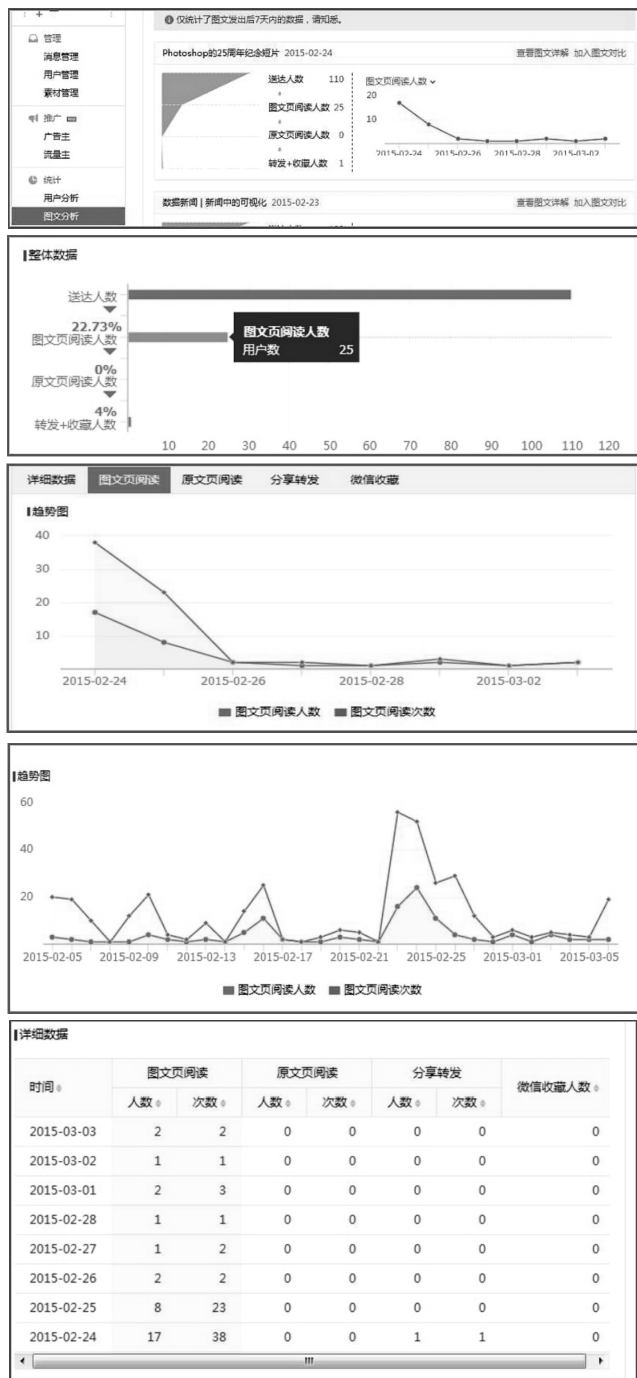 仅统计了图文发出后7天内的数据，请知悉。
管理
消息管理
用户管理
素材管理
推广
广告主
流量主
统计
用户分析
图文分析
Photoshop的25周年纪念短片 2015-02-24 查看图文详解 加入图文对比
送达人数 110
图文页阅读人数 25
原文页阅读人数 0
转发+收藏人数 1
图文页阅读人数
20
10
2015-02-24 2015-02-26 2015-02-28 2015-03-02
数据新闻 | 新闻中的可视化 2015-02-23 查看图文详解 加入图文对比
整体数据
送达人数
22.73%
图文页阅读人数
0%
原文页阅读人数
4%
转发+收藏人数
图文页阅读人数
用户数 25
10 20 30 40 50 60 70 80 90 100 110 120
详细数据 图文页阅读 原文页阅读 分享转发 微信收藏
趋势图
40
30
20
10
2015-02-24 2015-02-26 2015-02-28 2015-03-02
图文页阅读人数 图文页阅读次数
趋势图
60
40
20
2015-02-05 2015-02-09 2015-02-13 2015-02-17 2015-02-21 2015-02-25 2015-03-01 2015-03-05
图文页阅读人数 图文页阅读次数
详细数据
时间 图文页阅读 原文页阅读 分享转发 微信收藏人数
人数 次数 人数 次数 人数 次数
2015-03-03 2 2 0 0 0 0 0
2015-03-02 1 1 0 0 0 0 0
2015-03-01 2 3 0 0 0 0 0
2015-02-28 1 1 0 0 0 0 0
2015-02-27 1 2 0 0 0 0 0
2015-02-26 2 2 0 0 0 0 0
2015-02-25 8 23 0 0 0 0 0
2015-02-24 17 38 0 0 1 1 0